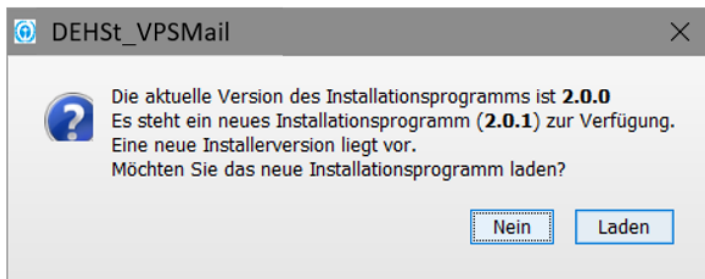 DEHSt_VPSMail
Die aktuelle Version des Installationsprogramms ist 2.0.0
Es steht ein neues Installationsprogramm (2.0.1) zur Verfügung.
Eine neue Installerversion liegt vor.
Möchten Sie das neue Installationsprogramm laden?
Nein Laden